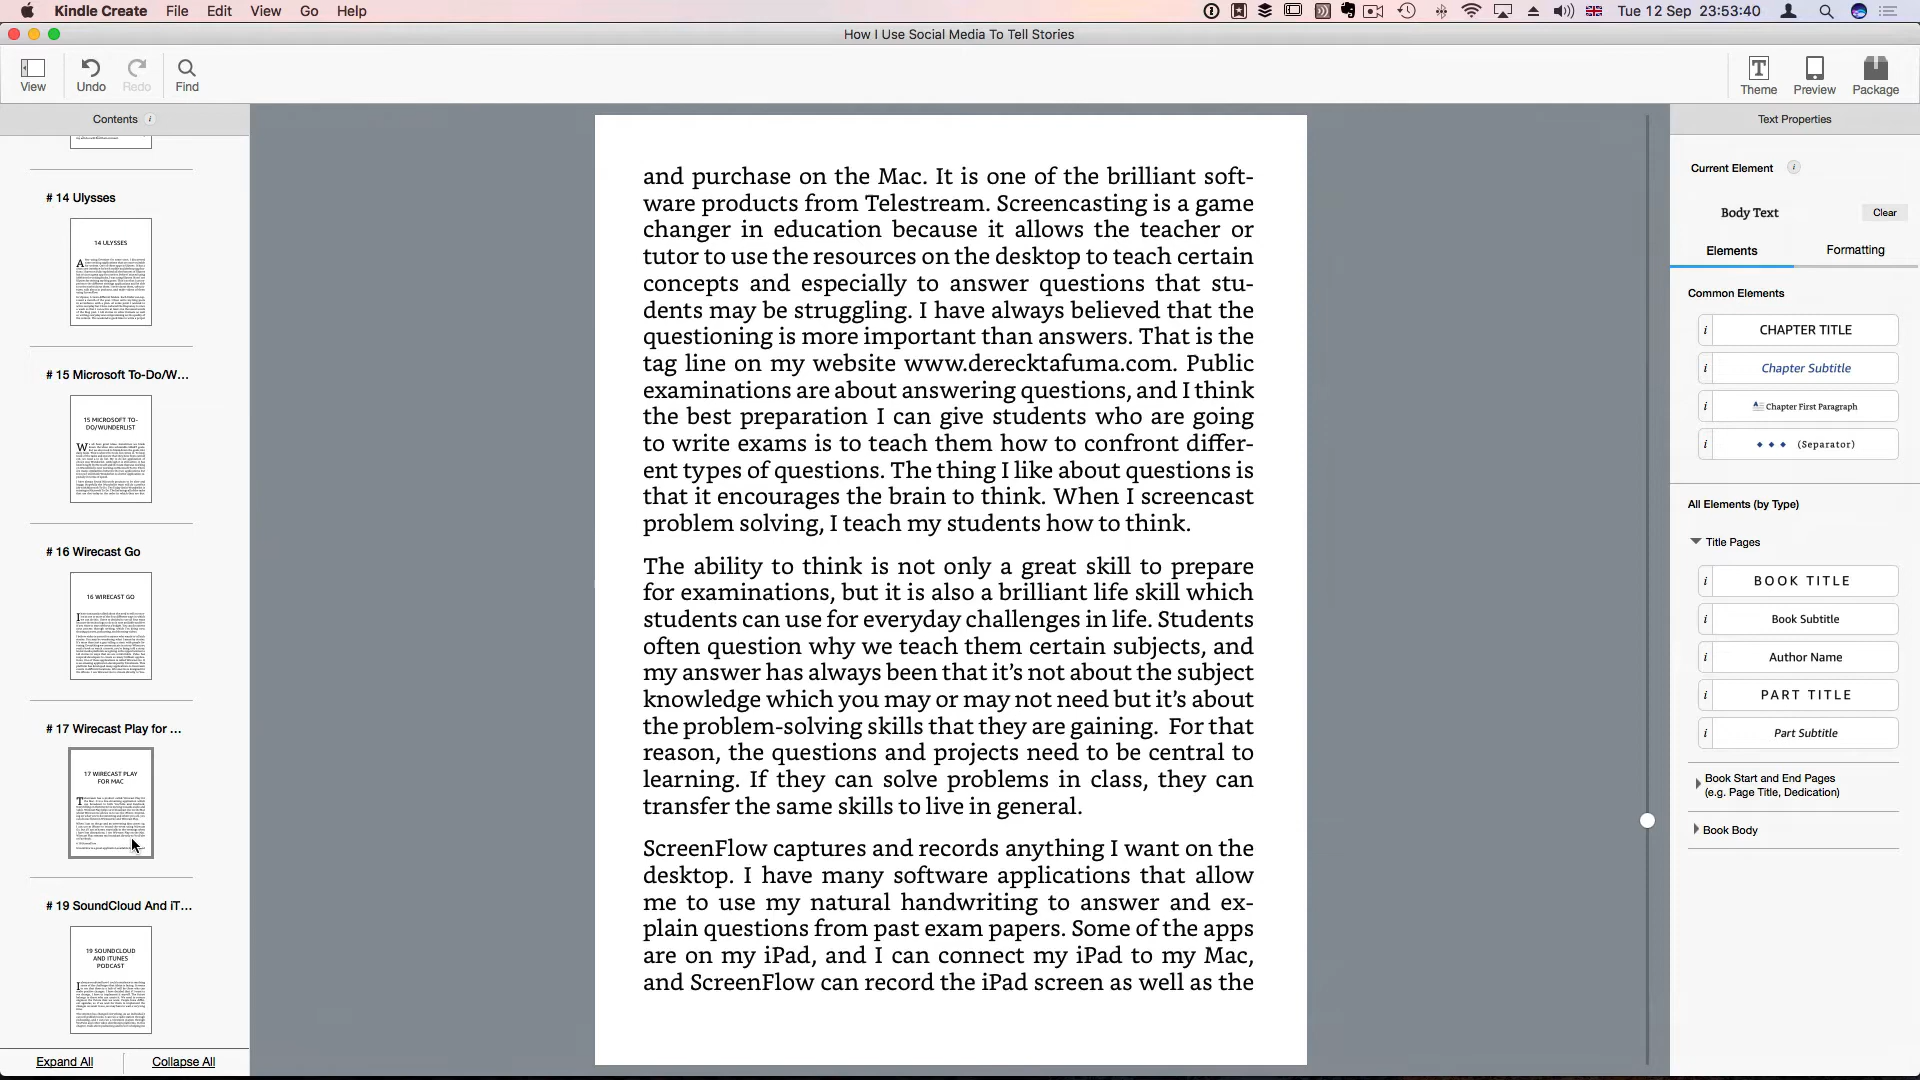 Kindle Create File Edit View Go Help
Tue 12 Sep 23:53:40
How I Use Social Media To Tell Stories
View Undo Redo Find
Theme Preview Package
Contents
# 14 Ulysses
14 ULYSSES
# 15 Microsoft To-Do/W...
15 MICROSOFT TO-
DO/WUNDERLIST
# 16 Wirecast Go
16 WIRECAST GO
# 17 Wirecast Play for ...
17 WIRECAST PLAY
FOR MAC
# 19 SoundCloud And iT...
19 SOUNDCLOUD
AND ITUNES
PODCAST
Expand All
Collapse All
and purchase on the Mac. It is one of the brilliant soft-
ware products from Telestream. Screencasting is a game
changer in education because it allows the teacher or
tutor to use the resources on the desktop to teach certain
concepts and especially to answer questions that stu-
dents may be struggling. I have always believed that the
questioning is more important than answers. That is the
tag line on my website www.derecktafuma.com. Public
examinations are about answering questions, and I think
the best preparation I can give students who are going
to write exams is to teach them how to confront differ-
ent types of questions. The thing I like about questions is
that it encourages the brain to think. When I screencast
problem solving, I teach my students how to think.
The ability to think is not only a great skill to prepare
for examinations, but it is also a brilliant life skill which
students can use for everyday challenges in life. Students
often question why we teach them certain subjects, and
my answer has always been that it’s not about the subject
knowledge which you may or may not need but it’s about
the problem-solving skills that they are gaining. For that
reason, the questions and projects need to be central to
learning. If they can solve problems in class, they can
transfer the same skills to live in general.
ScreenFlow captures and records anything I want on the
desktop. I have many software applications that allow
me to use my natural handwriting to answer and ex-
plain questions from past exam papers. Some of the apps
are on my iPad, and I can connect my iPad to my Mac,
and ScreenFlow can record the iPad screen as well as the
Text Properties
Current Element
Body Text
Clear
Elements
Formatting
Common Elements
CHAPTER TITLE
Chapter Subtitle
Chapter First Paragraph
(Separator)
All Elements (by Type)
Title Pages
BOOK TITLE
Book Subtitle
Author Name
PART TITLE
Part Subtitle
Book Start and End Pages
(e.g. Page Title, Dedication)
Book Body